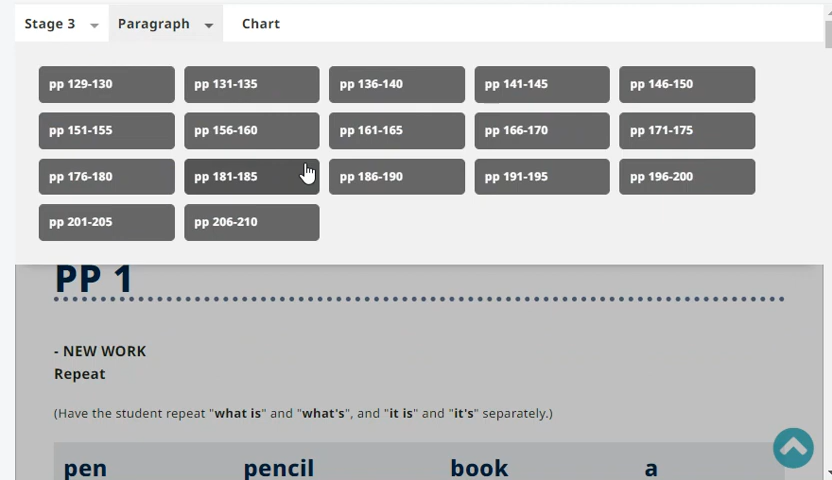 Stage 3 Paragraph Chart
pp 129-130 pp 131-135 pp 136-140 pp 141-145 pp 146-150
pp 151-155 pp 156-160 pp 161-165 pp 166-170 pp 171-175
pp 176-180 pp 181-185 pp 186-190 pp 191-195 pp 196-200
pp 201-205 pp 206-210
PP 1
- NEW WORK
Repeat
(Have the student repeat "what is" and "what's", and "it is" and "it's" separately.)
pen pencil book a